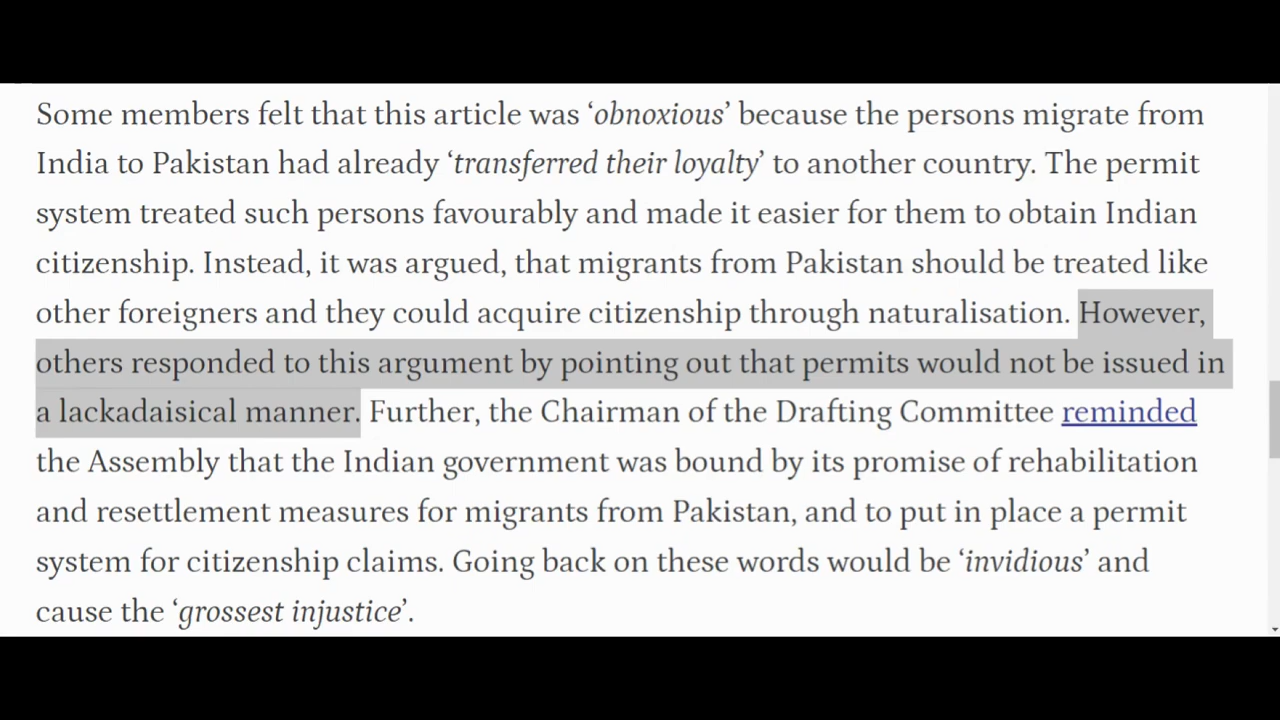 Some members felt that this article was ‘obnoxious’ because the persons migrate from
India to Pakistan had already ‘transferred their loyalty’ to another country. The permit
system treated such persons favourably and made it easier for them to obtain Indian
citizenship. Instead, it was argued, that migrants from Pakistan should be treated like
other foreigners and they could acquire citizenship through naturalisation. However,
others responded to this argument by pointing out that permits would not be issued in
a lackadaisical manner. Further, the Chairman of the Drafting Committee reminded
the Assembly that the Indian government was bound by its promise of rehabilitation
and resettlement measures for migrants from Pakistan, and to put in place a permit
system for citizenship claims. Going back on these words would be ‘invidious’ and
cause the ‘grossest injustice’.